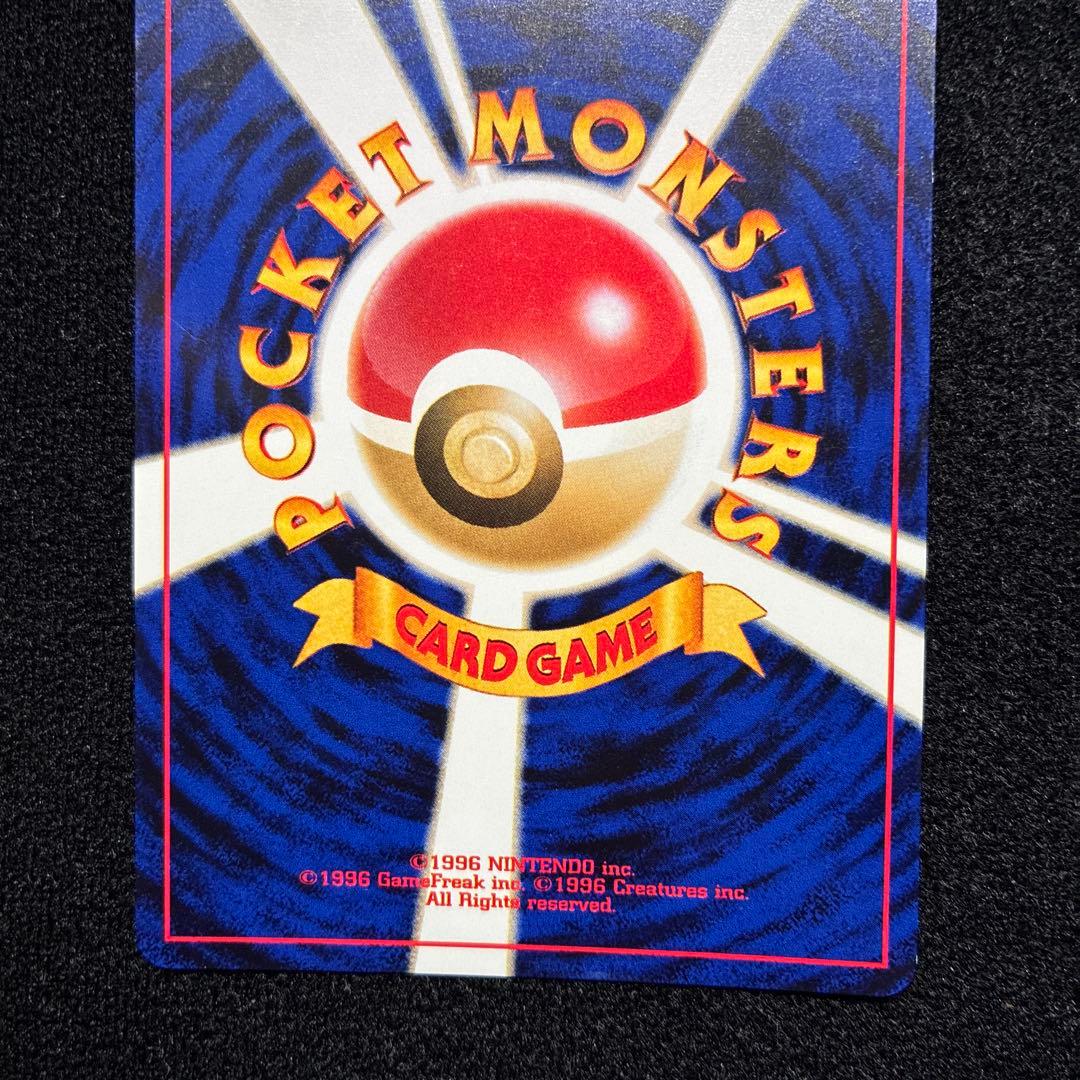 POCKET MONSTERS
CARD GAME
©1996 NINTENDO inc.
©1996 GameFreak inc. ©1996 Creatures inc.
All Rights reserved.